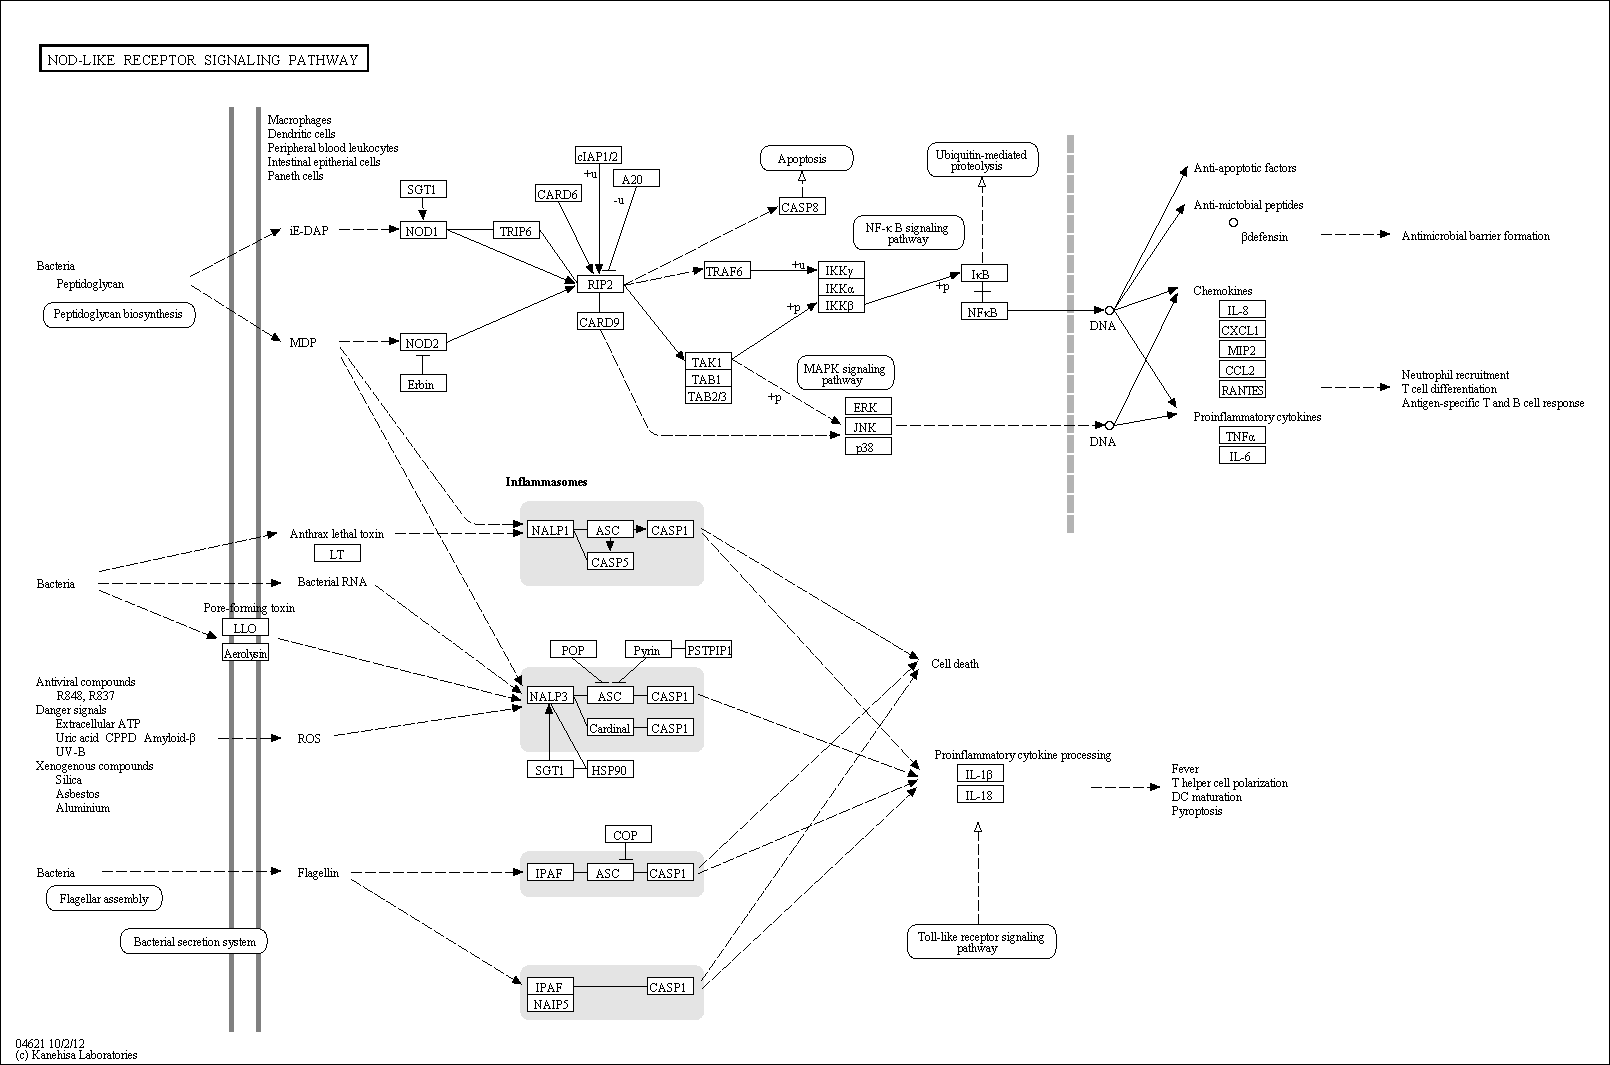 NOD-LIKE RECEPTOR SIGNALING PATHWAY
Macrophages
Dendritic cells
Peripheral blood leukocytes
Intestinal epitherial cells
Paneth cells
cIAP1/2
+u
A20
-u
CARD6
SGT1
NOD1
TRIP6
RIP2
CARD9
iE-DAP
Bacteria
Peptidoglycan
Peptidoglycan biosynthesis
MDP
NOD2
Erbin
Apoptosis
CASP8
Ubiquitin-mediated
proteolysis
NF-κ B signaling
pathway
TRAF6
+u
IKKγ
IKKα
IKKβ
+p
+p
IκB
NFκB
TAK1
TAB1
TAB2/3
+p
MAPK signaling
pathway
ERK
JNK
p38
DNA
DNA
Anti-apoptotic factors
Anti-mictobial peptides
βdefensin
Antimicrobial barrier formation
Chemokines
IL-8
CXCL1
MIP2
CCL2
RANTES
Neutrophil recruitment
T cell differentiation
Antigen-specific T and B cell response
Proinflammatory cytokines
TNFα
IL-6
Inflammasomes
Anthrax lethal toxin
LT
Bacteria
Bacterial RNA
Pore-forming toxin
LLO
Aerolysin
NALP1
ASC
CASP1
CASP5
POP
Pyrin
PSTPIP1
NALP3
ASC
CASP1
Cardinal
CASP1
SGT1
HSP90
Antiviral compounds
R848, R837
Danger signals
Extracellular ATP
Uric acid CPPD Amyloid-β
UV-B
Xenogenous compounds
Silica
Asbestos
Aluminium
ROS
Cell death
Proinflammatory cytokine processing
IL-1β
IL-18
Fever
T helper cell polarization
DC maturation
Pyroptosis
COP
IPAF
ASC
CASP1
Bacteria
Flagellin
Flagellar assembly
Bacterial secretion system
Toll-like receptor signaling
pathway
IPAF
NAIP5
CASP1
04621 10/2/12
(c) Kanehisa Laboratories